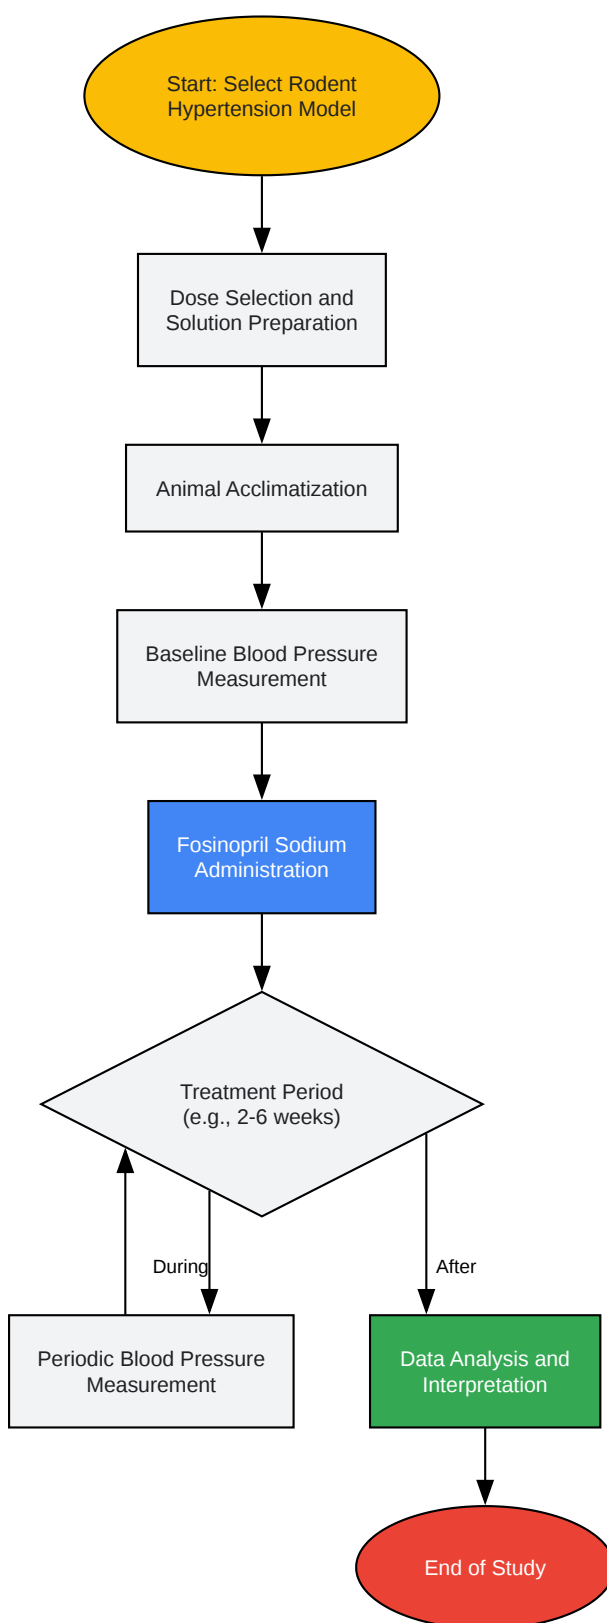 Start: Select Rodent
Hypertension Model
Dose Selection and
Solution Preparation
Animal Acclimatization
Baseline Blood Pressure
Measurement
Fosinopril Sodium
Administration
Treatment Period
(e.g., 2-6 weeks)
During
After
Periodic Blood Pressure
Measurement
Data Analysis and
Interpretation
End of Study